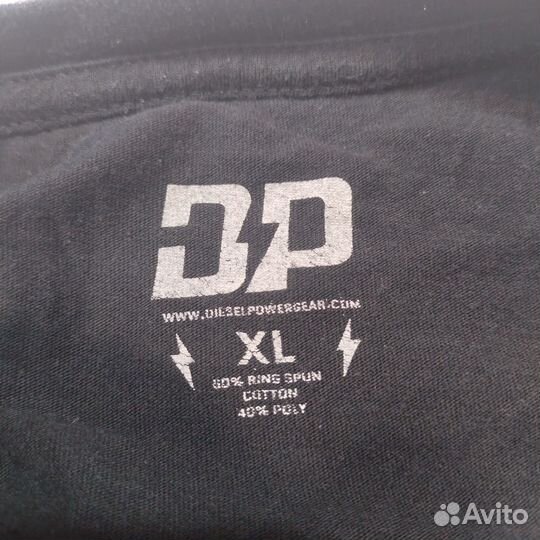 DP
WWW.DIESELPOWERGEAR.COM
XL
60% RING SPUN
COTTON
40% POLY
Avito